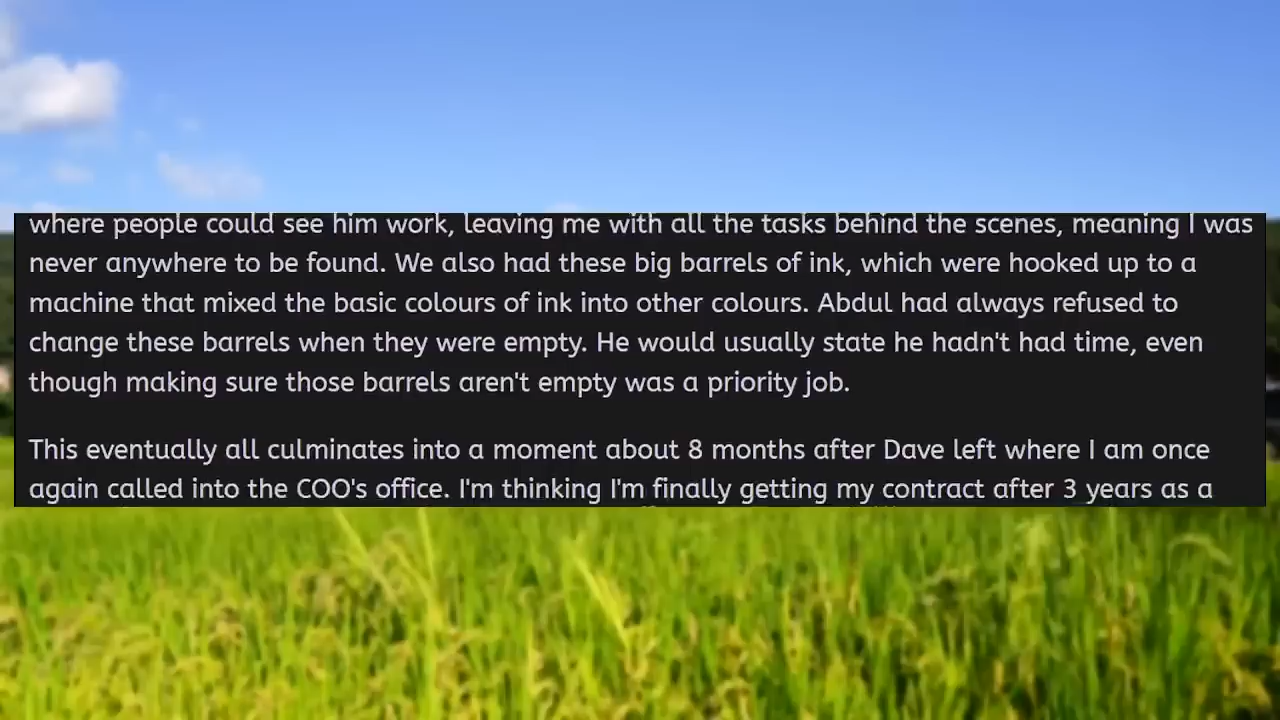 where people could see him work, leaving me with all the tasks behind the scenes, meaning I was
never anywhere to be found. We also had these big barrels of ink, which were hooked up to a
machine that mixed the basic colours of ink into other colours. Abdul had always refused to
change these barrels when they were empty. He would usually state he hadn't had time, even
though making sure those barrels aren't empty was a priority job.
This eventually all culminates into a moment about 8 months after Dave left where I am once
again called into the COO's office. I'm thinking I'm finally getting my contract after 3 years as a